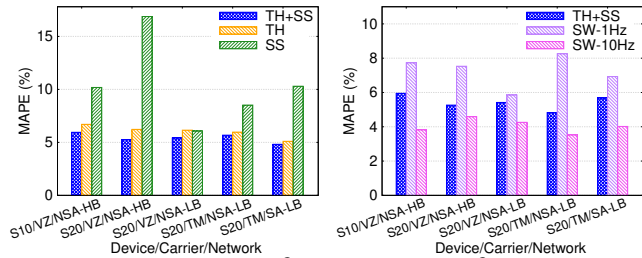 TH+SS
TH
SS
15
10
5
0
MAPE (%)
S10/VZ/NSA-HB
S20/VZ/NSA-HB
S20/VZ/NSA-LB
S20/TM/NSA-LB
S20/TM/SA-LB
Device/Carrier/Network
TH+SS
SW-1Hz
SW-10Hz
10
8
6
4
2
0
MAPE (%)
S10/VZ/NSA-HB
S20/VZ/NSA-HB
S20/VZ/NSA-LB
S20/TM/NSA-LB
S20/TM/SA-LB
Device/Carrier/Network